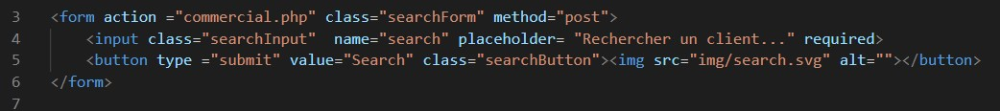 3 <form action ="commercial.php" class="searchForm" method="post">
4 <input class="searchInput"  name="search" placeholder= "Rechercher un client..." required>
5 <button type ="submit" value="Search" class="searchButton"><img src="img/search.svg" alt=""></button>
6 </form>
7